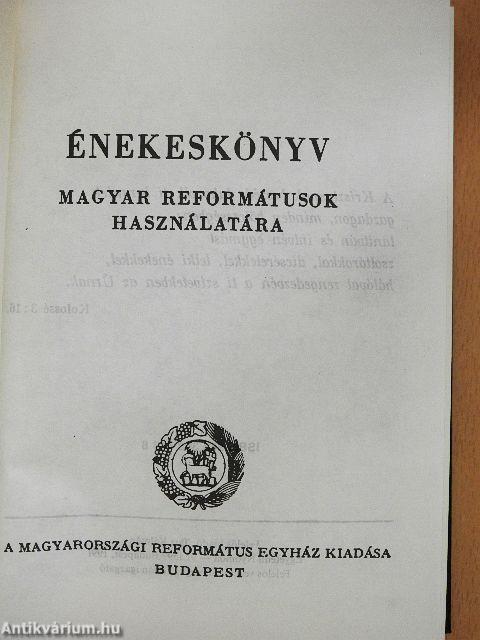 ÉNEKESKÖNYV
MAGYAR REFORMÁTUSOK
HASZNÁLATÁRA
A MAGYARORSZÁGI REFORMÁTUS EGYHÁZ KIADÁSA
BUDAPEST
Antikvárium.hu